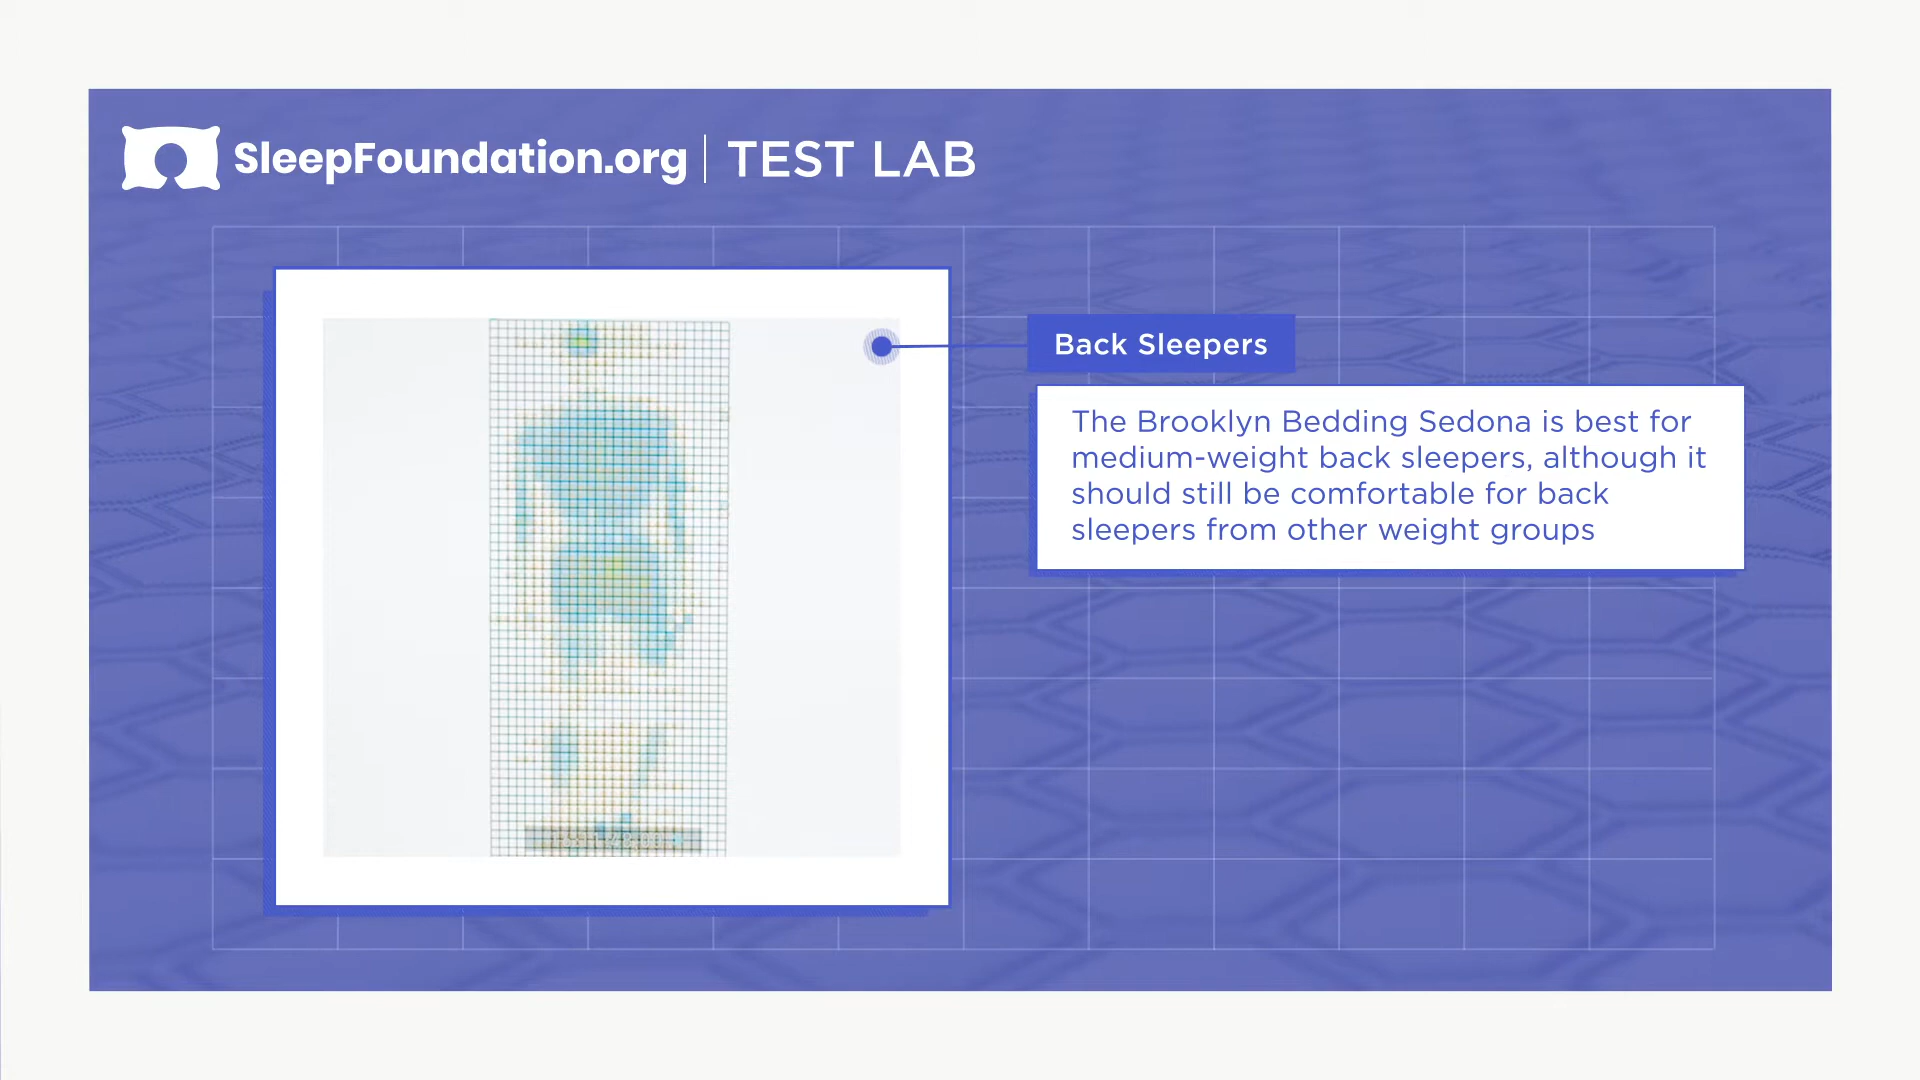 SleepFoundation.org | TEST LAB
Back Sleepers
The Brooklyn Bedding Sedona is best for
medium-weight back sleepers, although it
should still be comfortable for back
sleepers from other weight groups